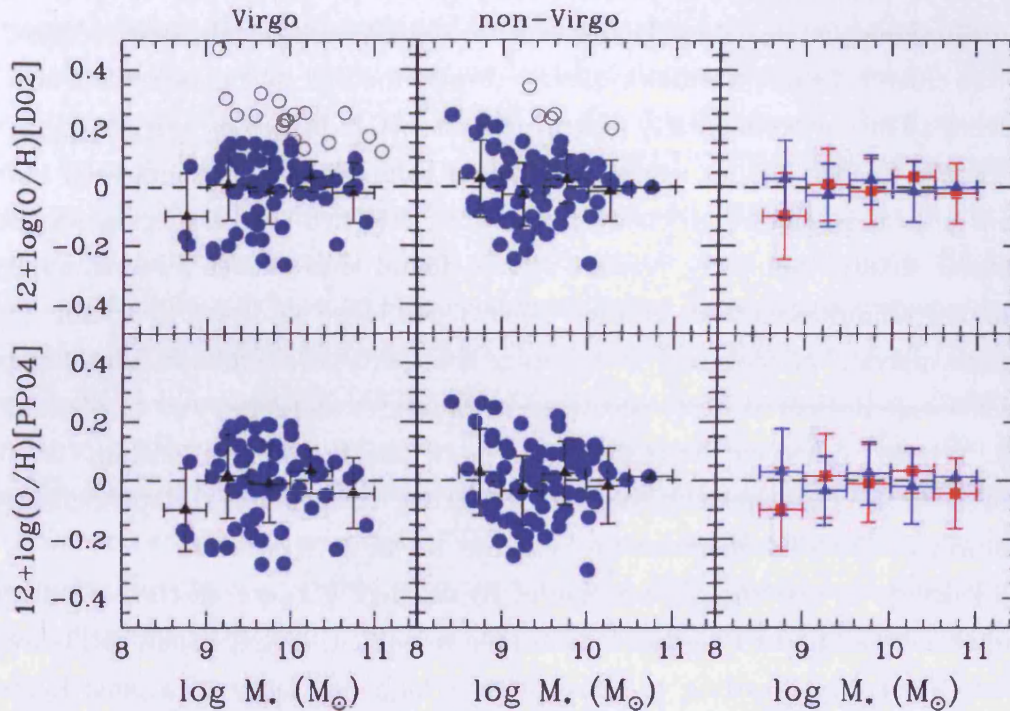 Virgo non-Virgo
12+log(O/H)[D02]
0.4
0.2
0
-0.2
-0.4
12+log(O/H)[PP04]
0.4
0.2
0
-0.2
-0.4
8 9 10 11 8 9 10 11 8 9 10 11
log M* (M⊙) log M* (M⊙) log M* (M⊙)